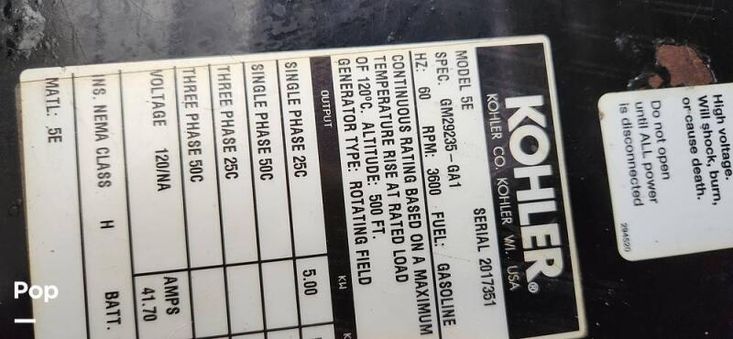 KOHLER®
KOHLER CO. KOHLER WI. USA
MODEL 5E SERIAL 2017351
SPEC. GM29235-GA1
HZ: 60 RPM: 3600 FUEL: GASOLINE
CONTINUOUS RATING BASED ON A MAXIMUM
TEMPERATURE RISE AT RATED LOAD
OF 120°C. ALTITUDE: 500 FT.
GENERATOR TYPE: ROTATING FIELD
OUTPUT KW
SINGLE PHASE 25C 5.00
SINGLE PHASE 50C
THREE PHASE 25C
THREE PHASE 50C
VOLTAGE 120/NA AMPS 41.70
INS. NEMA CLASS H BATT.
MATL: 5E
High voltage.
Will shock, burn,
or cause death.
Do not open
until ALL power
is disconnected
294520
Pop